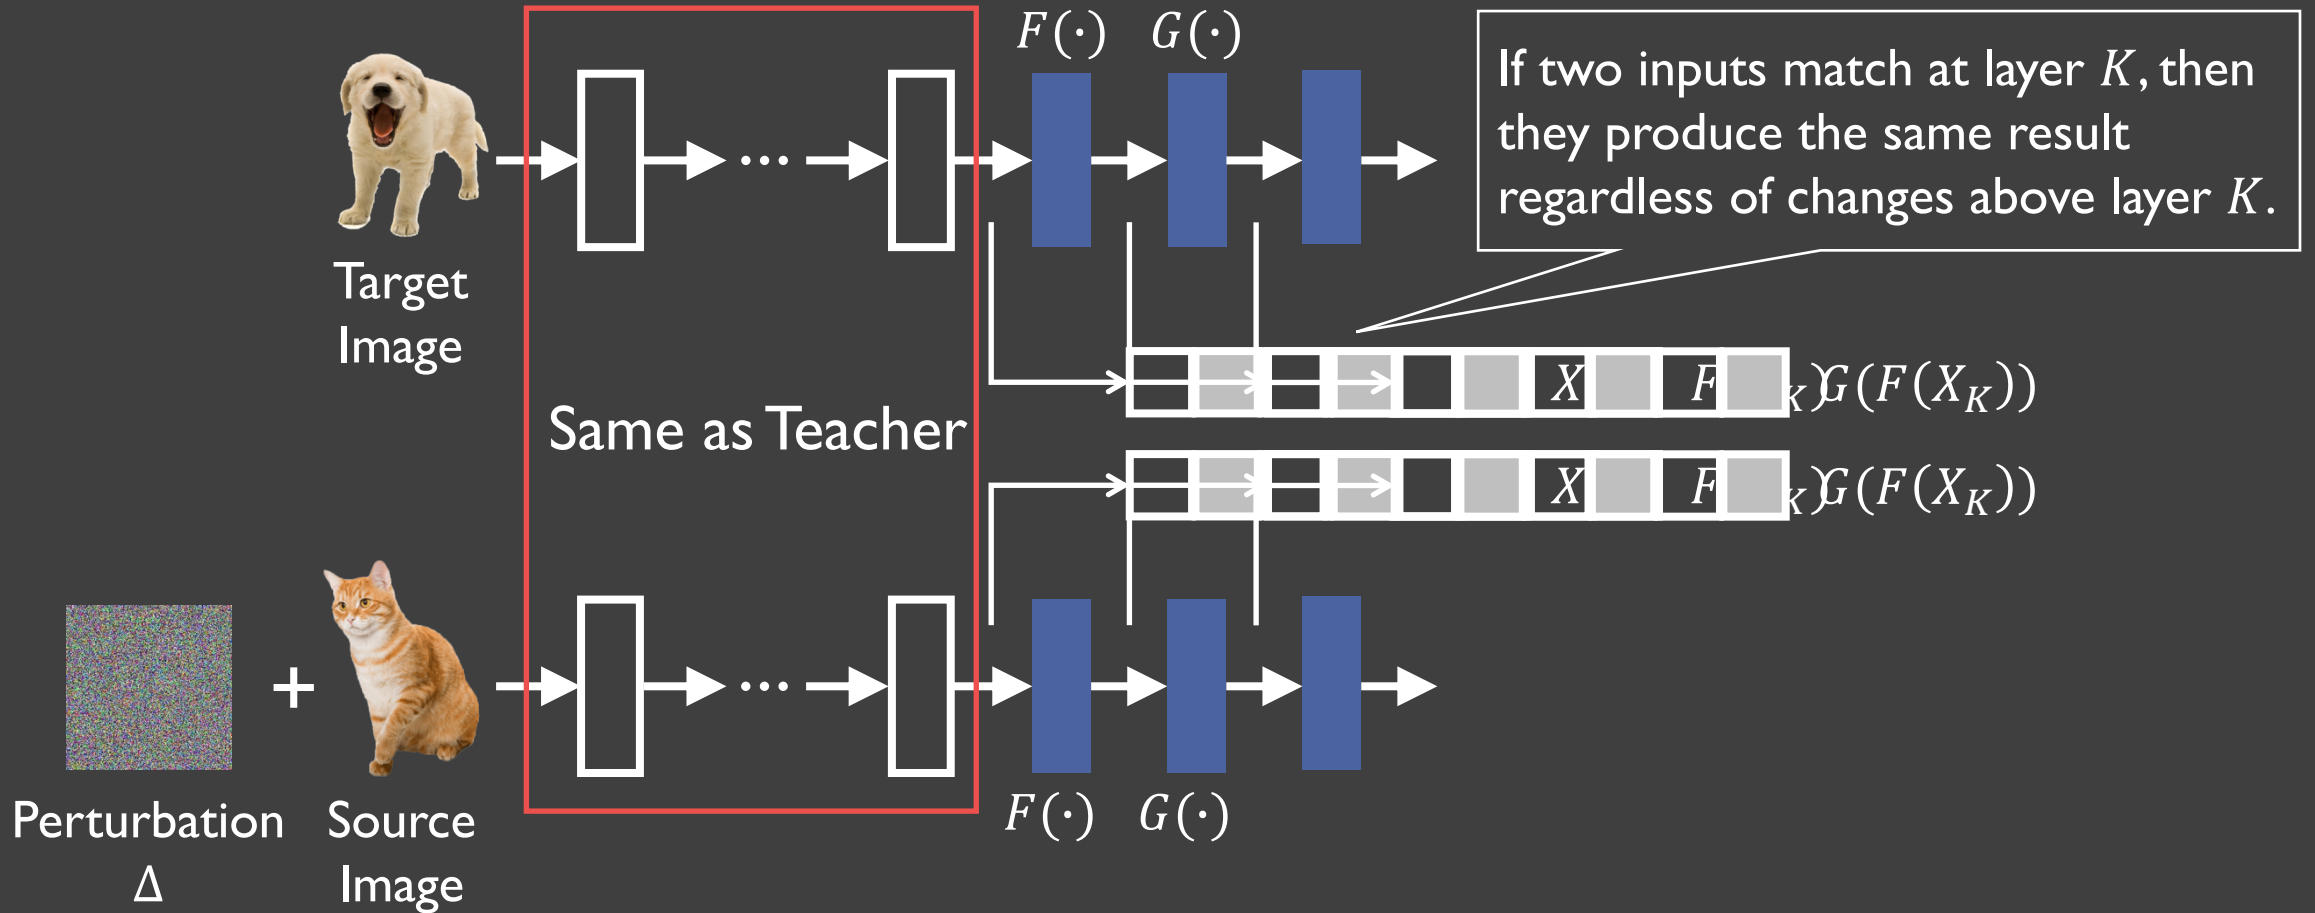 F(·) G(·)
If two inputs match at layer K, then
they produce the same result
regardless of changes above layer K.
Target
Image
X F K) G(F(X_K))
Same as Teacher
X F K) G(F(X_K))
+
F(·) G(·)
Perturbation
Δ
Source
Image